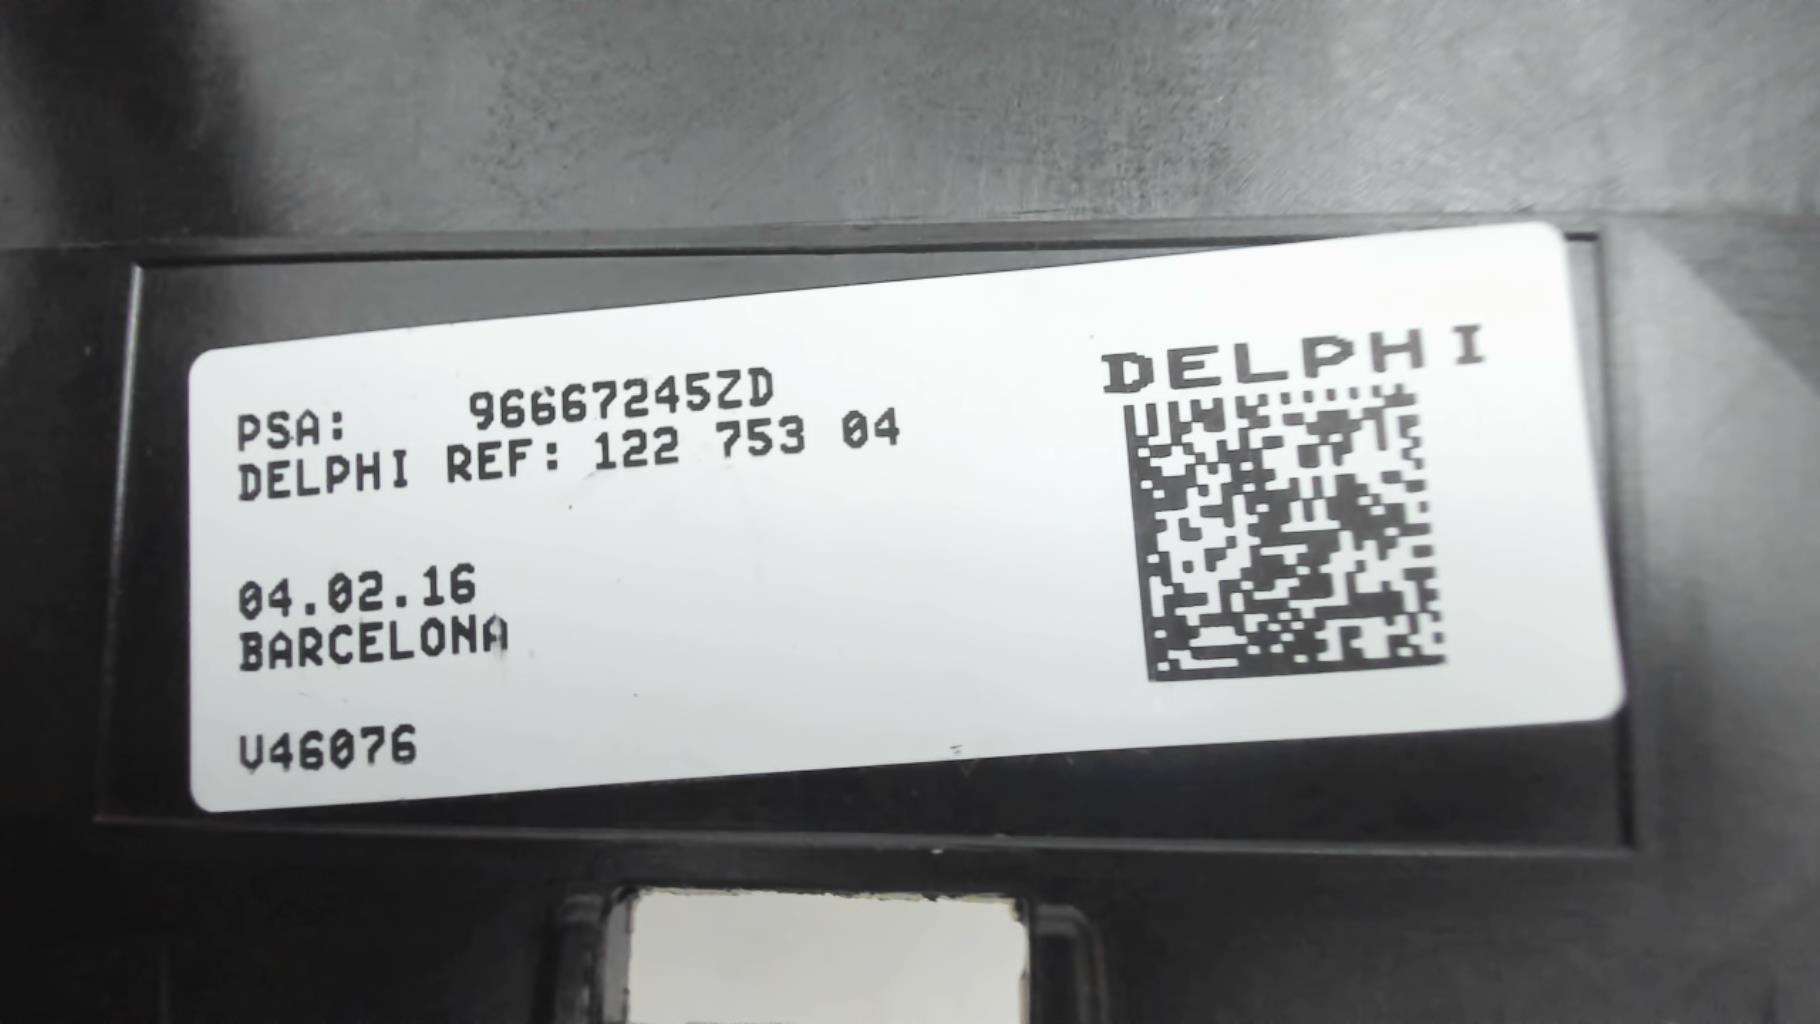 PSA: 96667245ZD
DELPHI REF: 122 753 04
04.02.16
BARCELONA
V46076
DELPHI